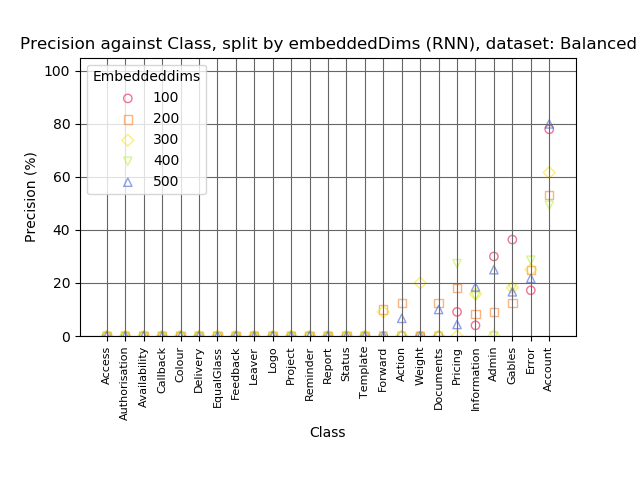 Precision against Class, split by embeddedDims (RNN), dataset: Balanced
Embeddeddims
100
200
300
400
500
Precision (%)
100
80
60
40
20
0
Access
Authorisation
Availability
Callback
Colour
Delivery
EqualGlass
Feedback
Leaver
Logo
Project
Reminder
Report
Status
Template
Forward
Action
Weight
Documents
Pricing
Information
Admin
Gables
Error
Account
Class